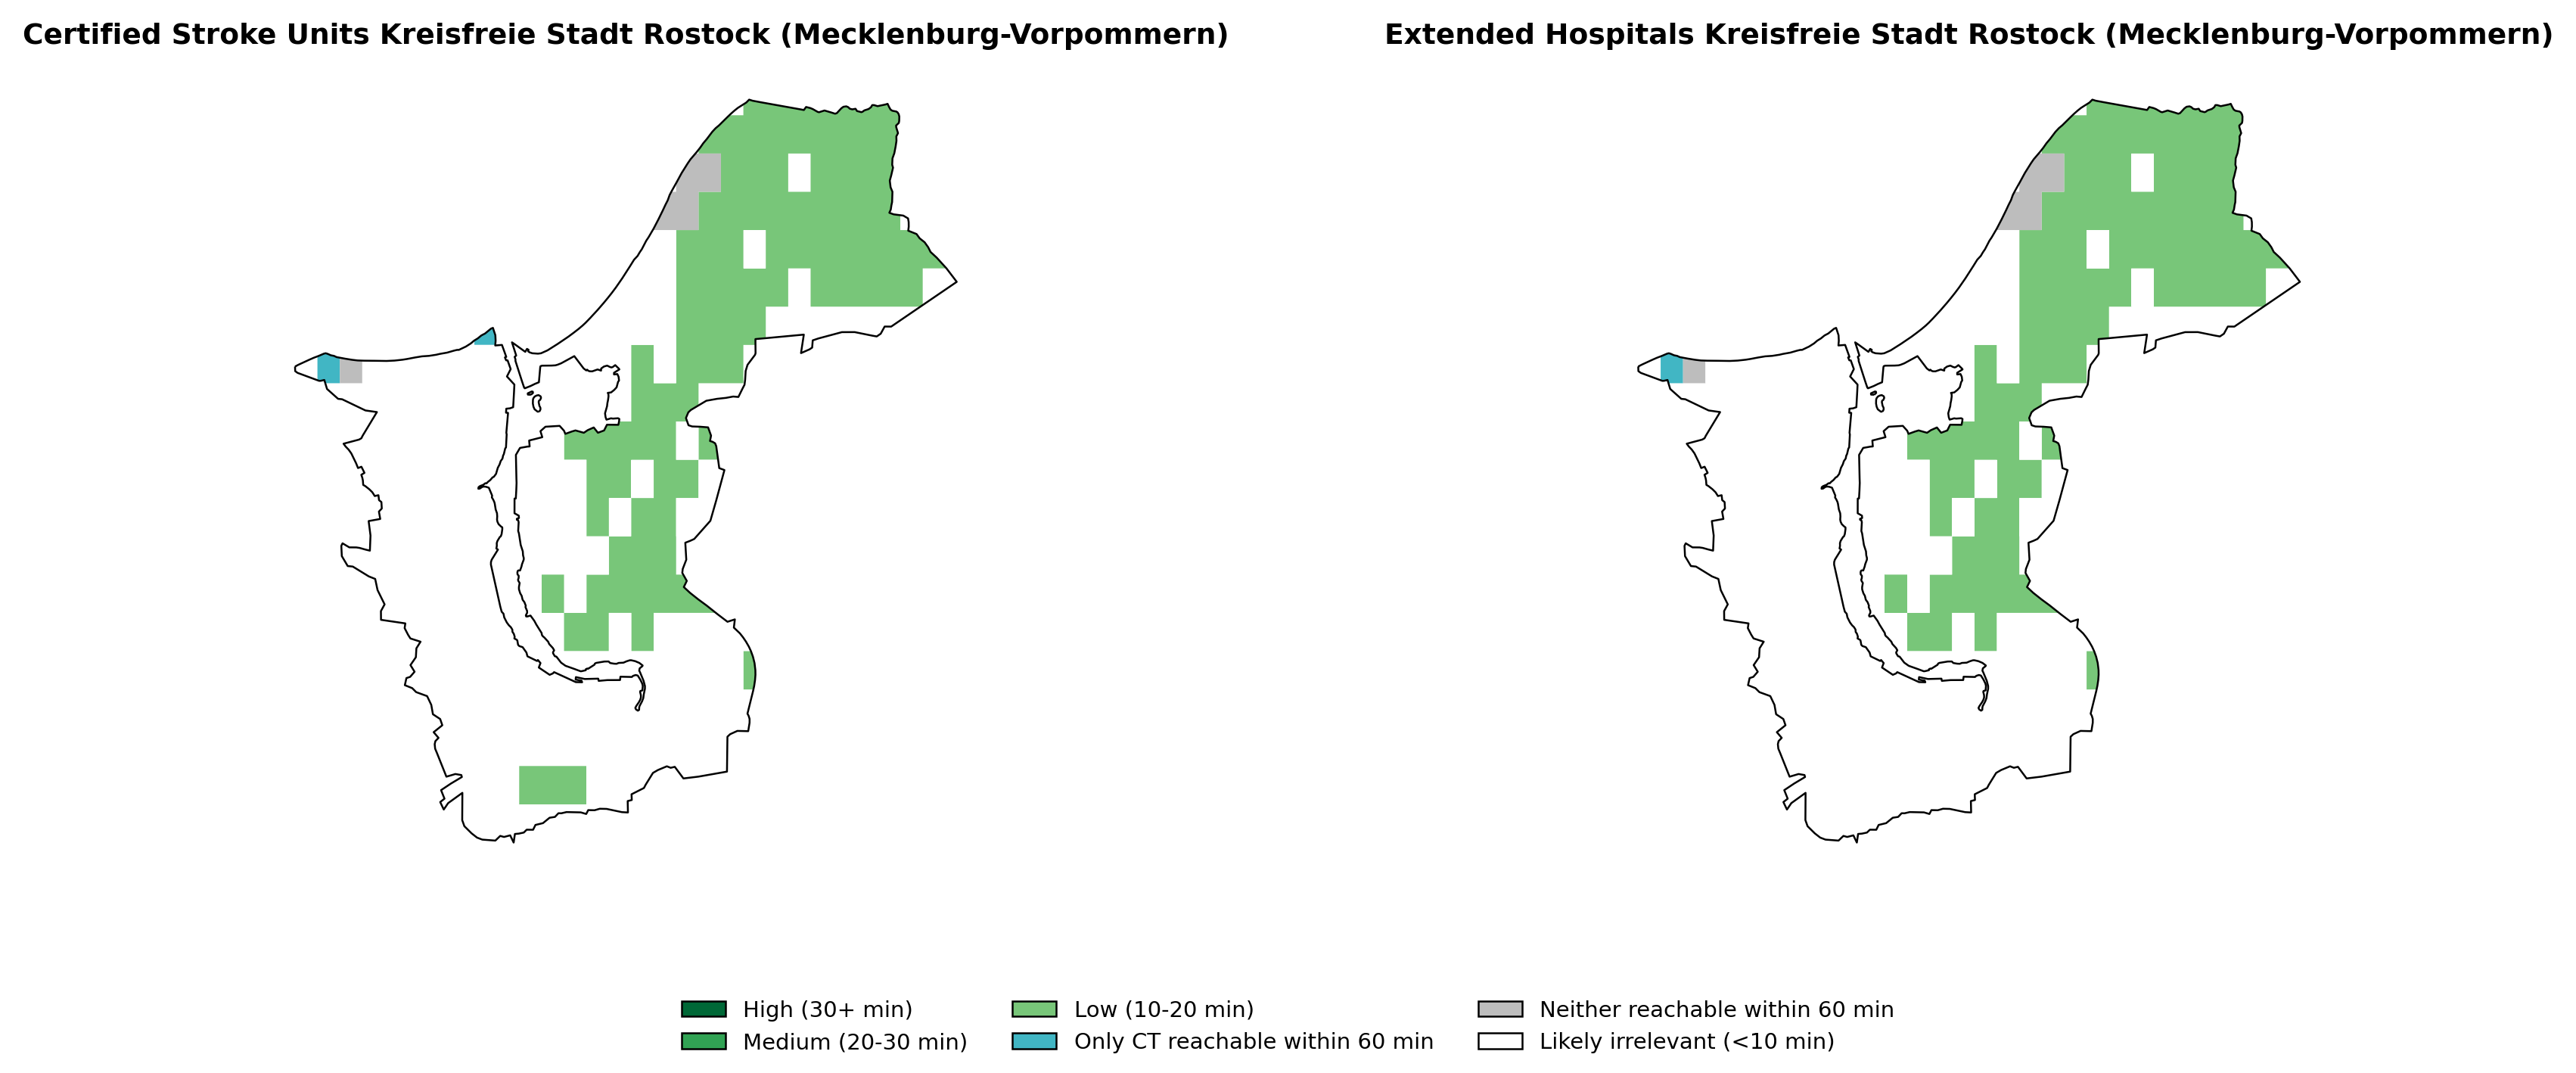 Certified Stroke Units Kreisfreie Stadt Rostock (Mecklenburg-Vorpommern)
Extended Hospitals Kreisfreie Stadt Rostock (Mecklenburg-Vorpommern)
High (30+ min)
Medium (20-30 min)
Low (10-20 min)
Only CT reachable within 60 min
Neither reachable within 60 min
Likely irrelevant (<10 min)